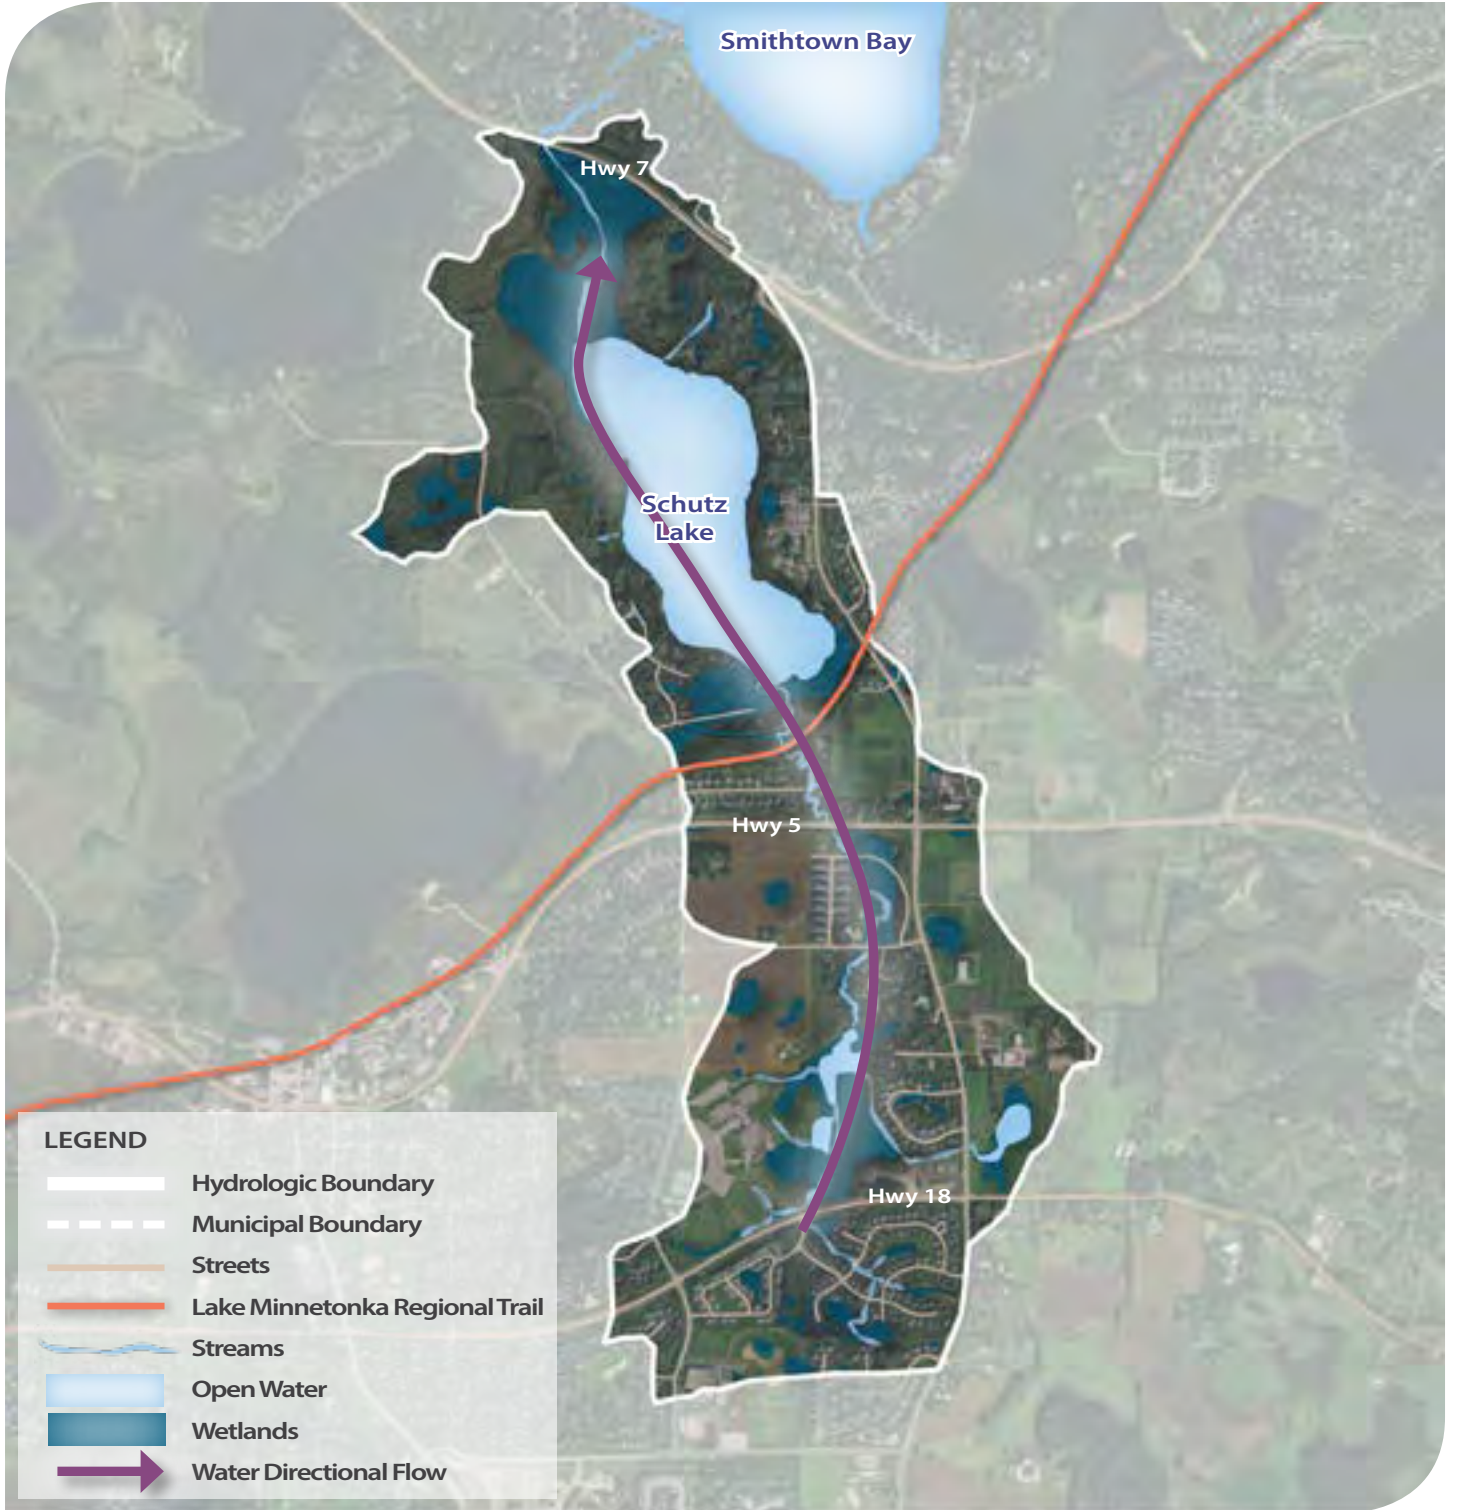 Smithtown Bay
Hwy 7
Schutz
Lake
Hwy 5
Hwy 18
LEGEND
Hydrologic Boundary
Municipal Boundary
Streets
Lake Minnetonka Regional Trail
Streams
Open Water
Wetlands
Water Directional Flow